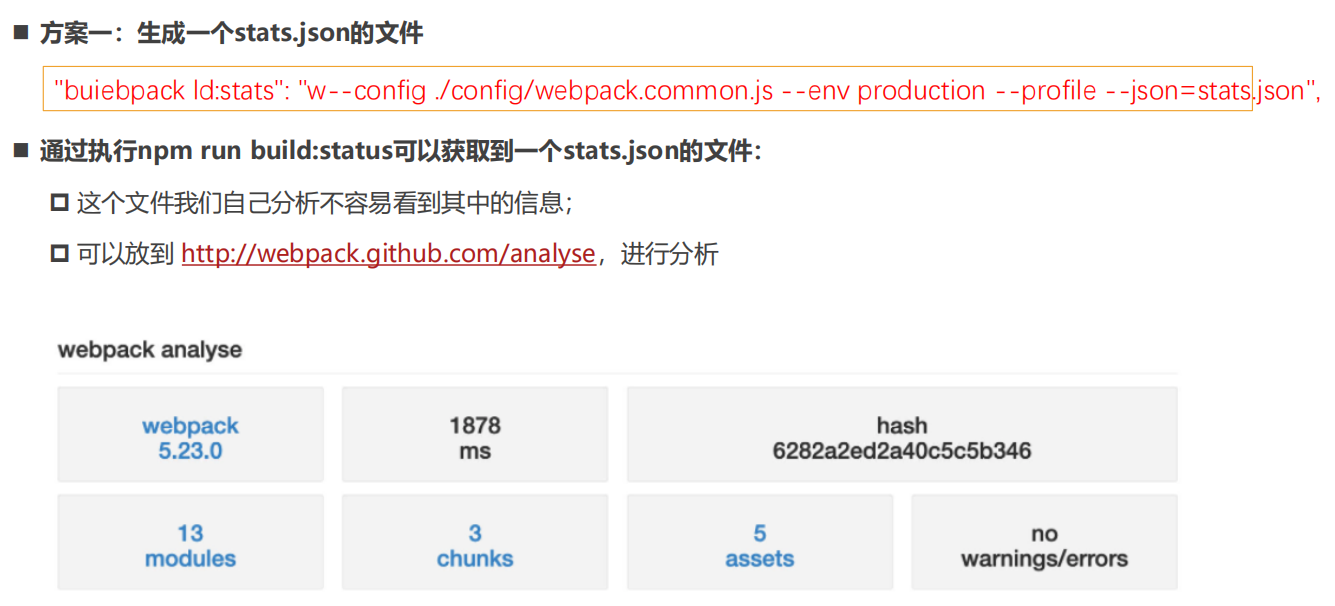 方案一：生成一个stats.json的文件
"buiebpack ld:stats": "w--config ./config/webpack.common.js --env production --profile --json=stats.json",
通过执行npm run build:status可以获取到一个stats.json的文件：
这个文件我们自己分析不容易看到其中的信息；
可以放到 http://webpack.github.com/analyse，进行分析
webpack analyse
webpack
5.23.0
1878
ms
hash
6282a2ed2a40c5c5b346
13
modules
3
chunks
5
assets
no
warnings/errors